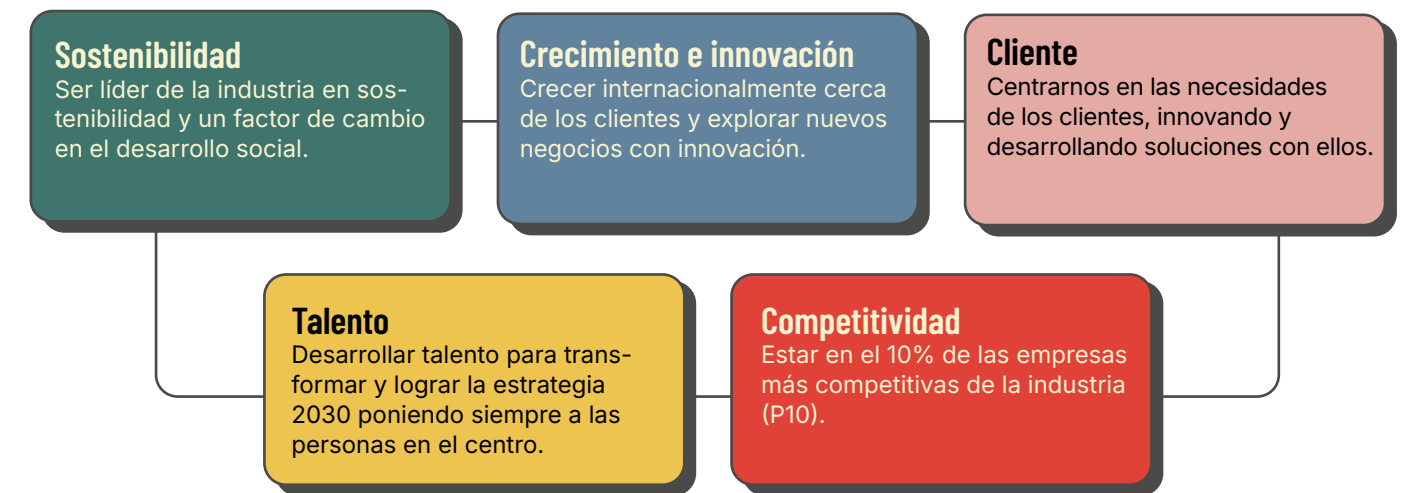 Sostenibilidad
Ser líder de la industria en sos-
tenibilidad y un factor de cambio
en el desarrollo social.
Crecimiento e innovación
Crecer internacionalmente cerca
de los clientes y explorar nuevos
negocios con innovación.
Cliente
Centrarnos en las necesidades
de los clientes, innovando y
desarrollando soluciones con ellos.
Talento
Desarrollar talento para trans-
formar y lograr la estrategia
2030 poniendo siempre a las
personas en el centro.
Competitividad
Estar en el 10% de las empresas
más competitivas de la industria
(P10).